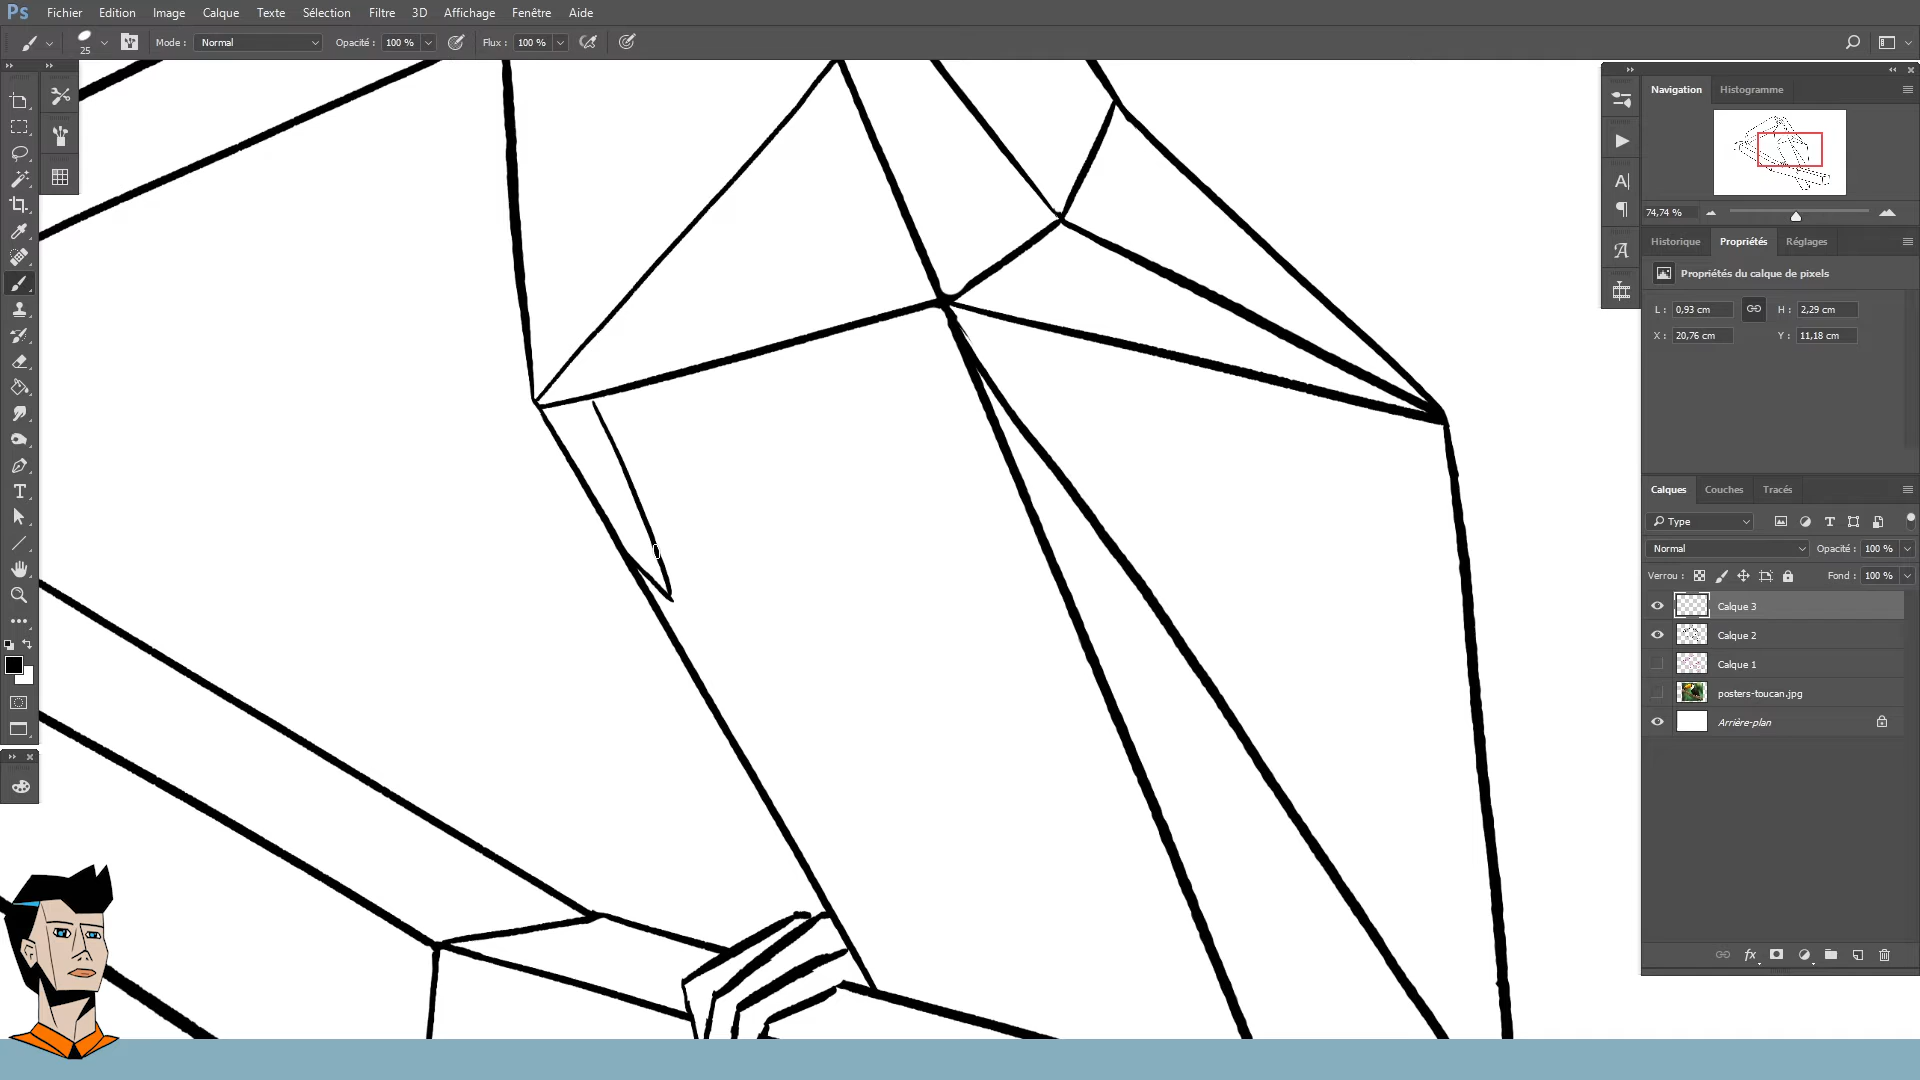 Ps Fichier Edition Image Calque Texte Sélection Filtre 3D Affichage Fenêtre Aide
25 Mode : Normal Opacité : 100 % Flux : 100 %
Navigation Histogramme
74,74 %
Historique Propriétés Réglages
Propriétés du calque de pixels
L : 0,93 cm H : 2,29 cm
X : 20,76 cm Y : 11,18 cm
Calques Couches Tracés
Type
Normal Opacité : 100 %
Verrou : Fond : 100 %
Calque 3
Calque 2
Calque 1
posters-toucan.jpg
Arrière-plan
fx